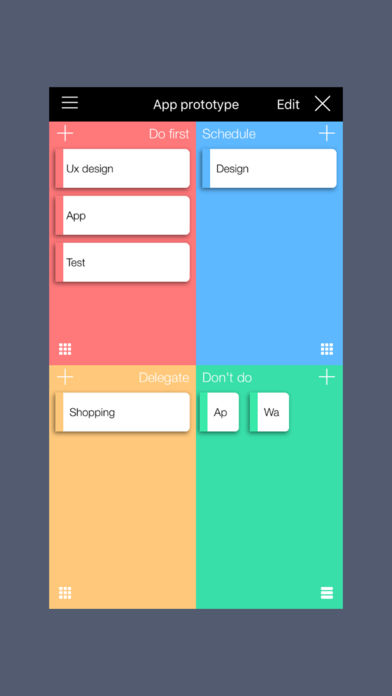 App prototype Edit
Do first
Schedule
Ux design
App
Test
Design
Delegate
Don't do
Shopping
Ap
Wa